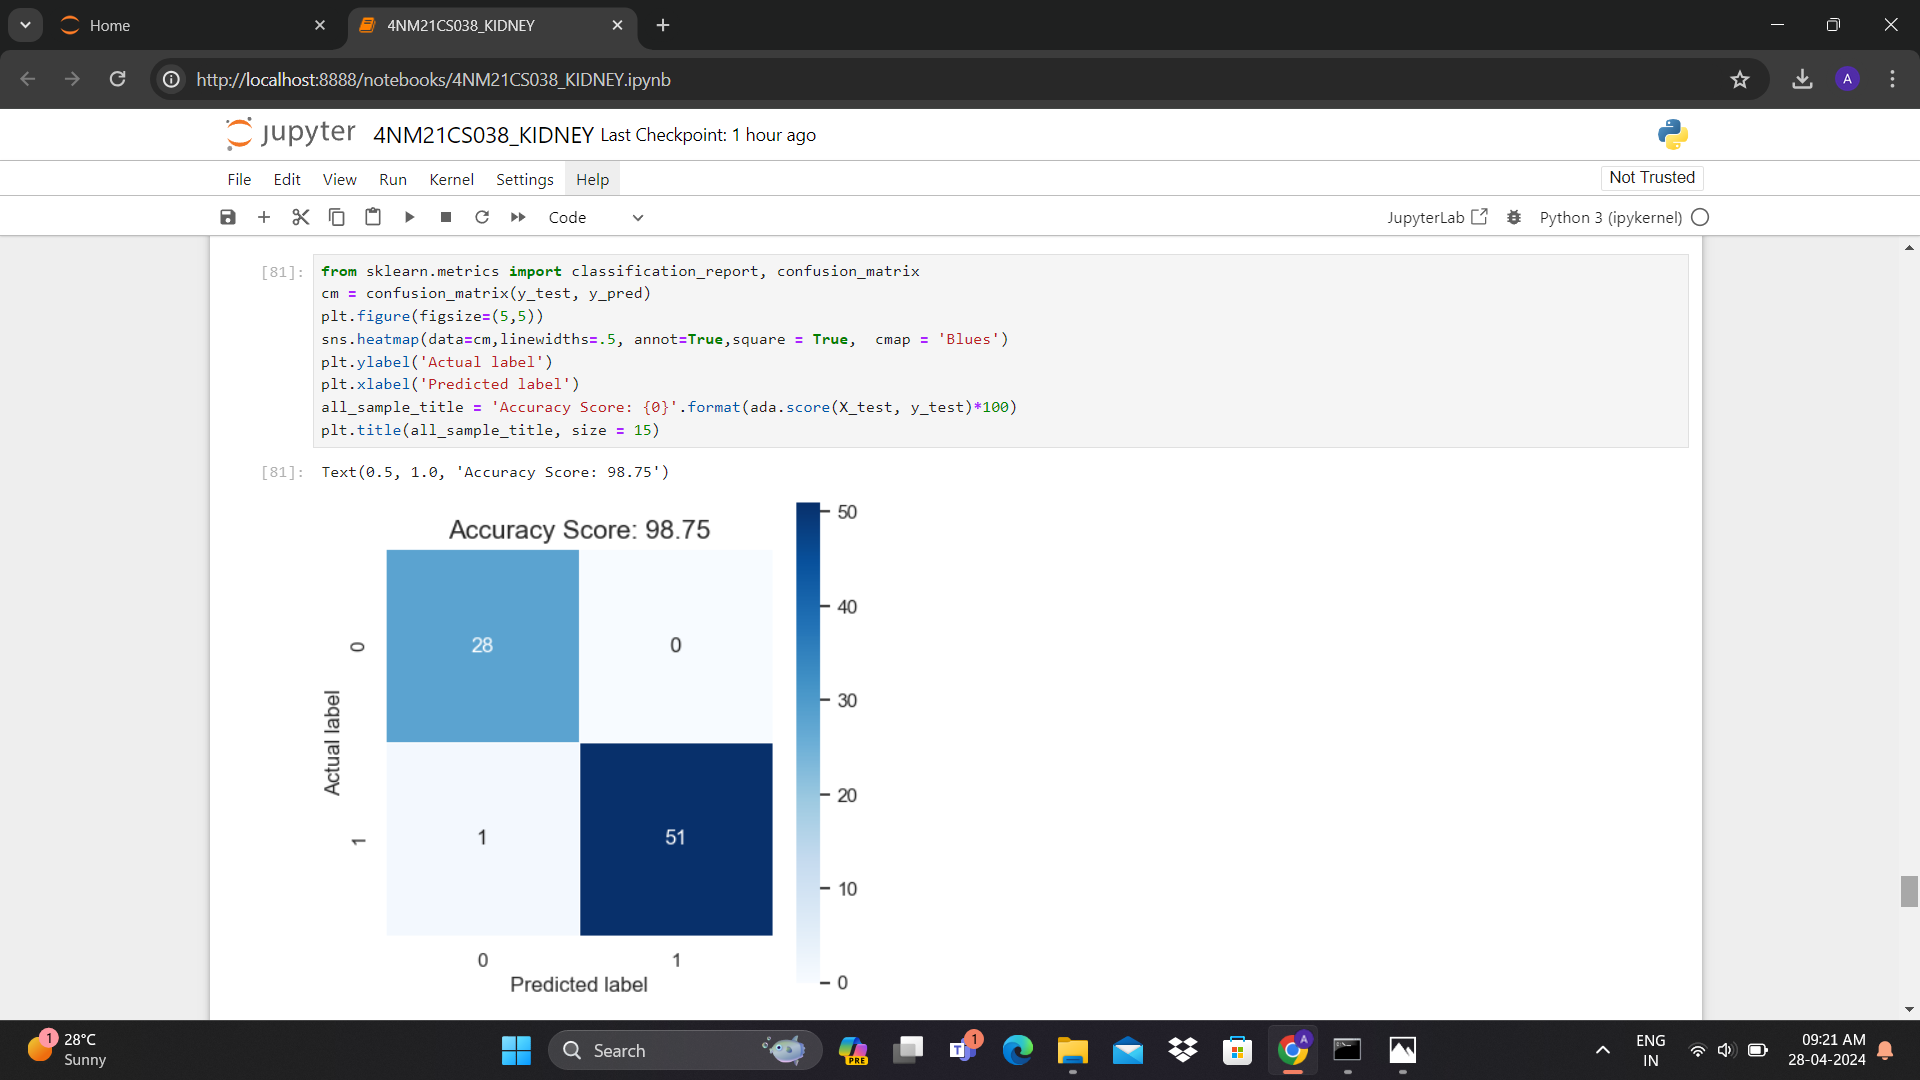 Home
4NM21CS038_KIDNEY
http://localhost:8888/notebooks/4NM21CS038_KIDNEY.ipynb
A
jupyter 4NM21CS038_KIDNEY Last Checkpoint: 1 hour ago
File Edit View Run Kernel Settings Help
Not Trusted
Code
JupyterLab
Python 3 (ipykernel)
[81]:
from sklearn.metrics import classification_report, confusion_matrix
cm = confusion_matrix(y_test, y_pred)
plt.figure(figsize=(5,5))
sns.heatmap(data=cm,linewidths=.5, annot=True,square = True,  cmap = 'Blues')
plt.ylabel('Actual label')
plt.xlabel('Predicted label')
all_sample_title = 'Accuracy Score: {0}'.format(ada.score(X_test, y_test)*100)
plt.title(all_sample_title, size = 15)
[81]: Text(0.5, 1.0, 'Accuracy Score: 98.75')
Accuracy Score: 98.75
50
40
30
20
10
0
28 0
1 51
0
1
Actual label
0 1
Predicted label
1
28°C
Sunny
Search
PRE
T
1
A
ENG
IN
09:21 AM
28-04-2024